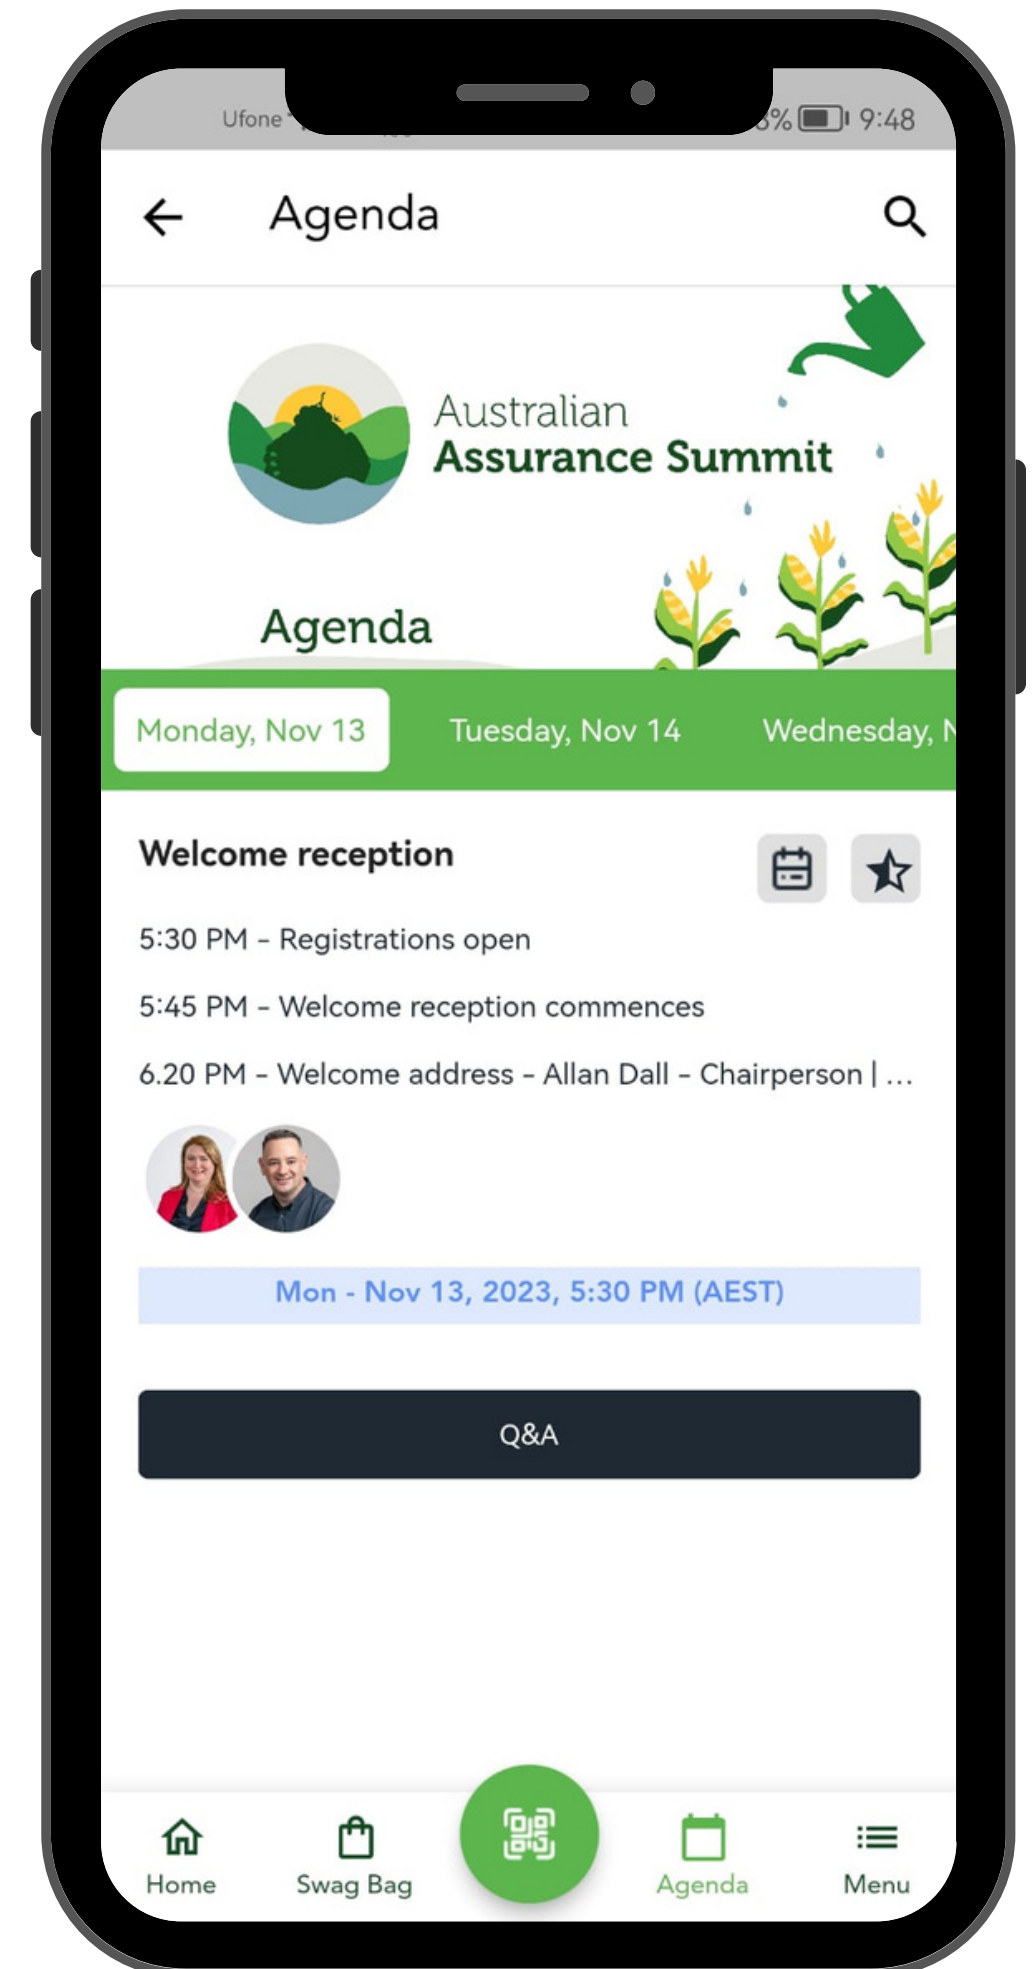 Ufone
% 9:48
Agenda
Australian
Assurance Summit
Agenda
Monday, Nov 13 Tuesday, Nov 14 Wednesday,
Welcome reception
5:30 PM – Registrations open
5:45 PM – Welcome reception commences
6.20 PM – Welcome address – Allan Dall – Chairperson | ...
Mon - Nov 13, 2023, 5:30 PM (AEST)
Q&A
Home Swag Bag Agenda Menu